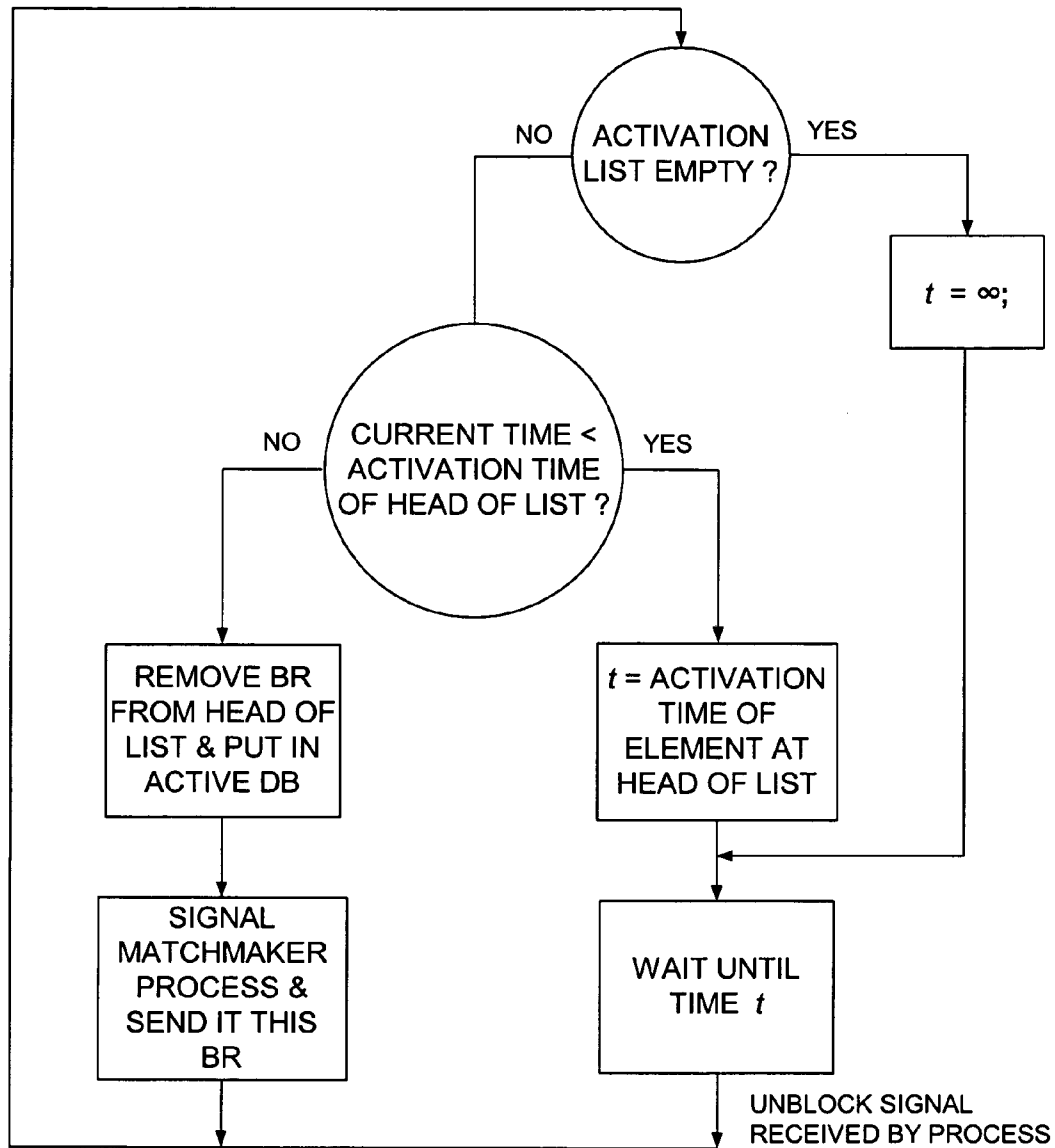 NO
ACTIVATION
LIST EMPTY ?
YES
t = ∞;
NO
CURRENT TIME <
ACTIVATION TIME
OF HEAD OF LIST ?
YES
REMOVE BR
FROM HEAD OF
LIST & PUT IN
ACTIVE DB
t = ACTIVATION
TIME OF
ELEMENT AT
HEAD OF LIST
SIGNAL
MATCHMAKER
PROCESS &
SEND IT THIS
BR
WAIT UNTIL
TIME t
UNBLOCK SIGNAL
RECEIVED BY PROCESS